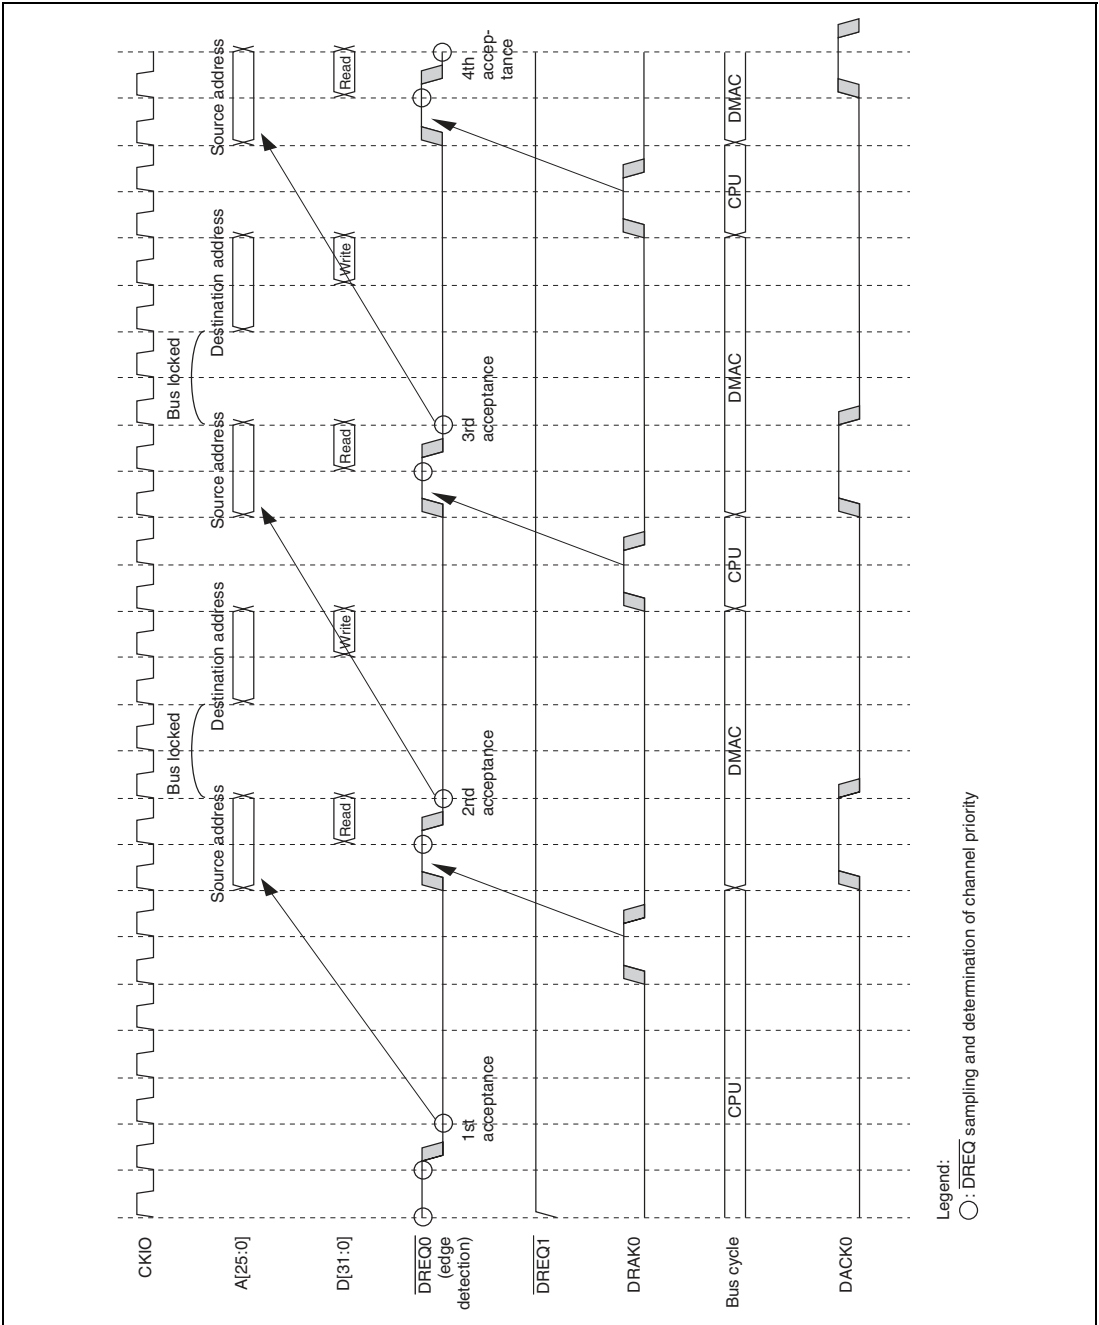 CKIO
Bus locked
Bus locked
A[25:0]
Source address
Destination address
Source address
Destination address
Source address
D[31:0]
Read
Write
Read
Write
Read
DREQ0
(edge
detection)
1st
acceptance
2nd
acceptance
3rd
acceptance
4th
accep-
tance
DREQ1
DRAK0
Bus cycle
CPU
DMAC
CPU
DMAC
CPU
DMAC
DACK0
Legend:
○: DREQ sampling and determination of channel priority